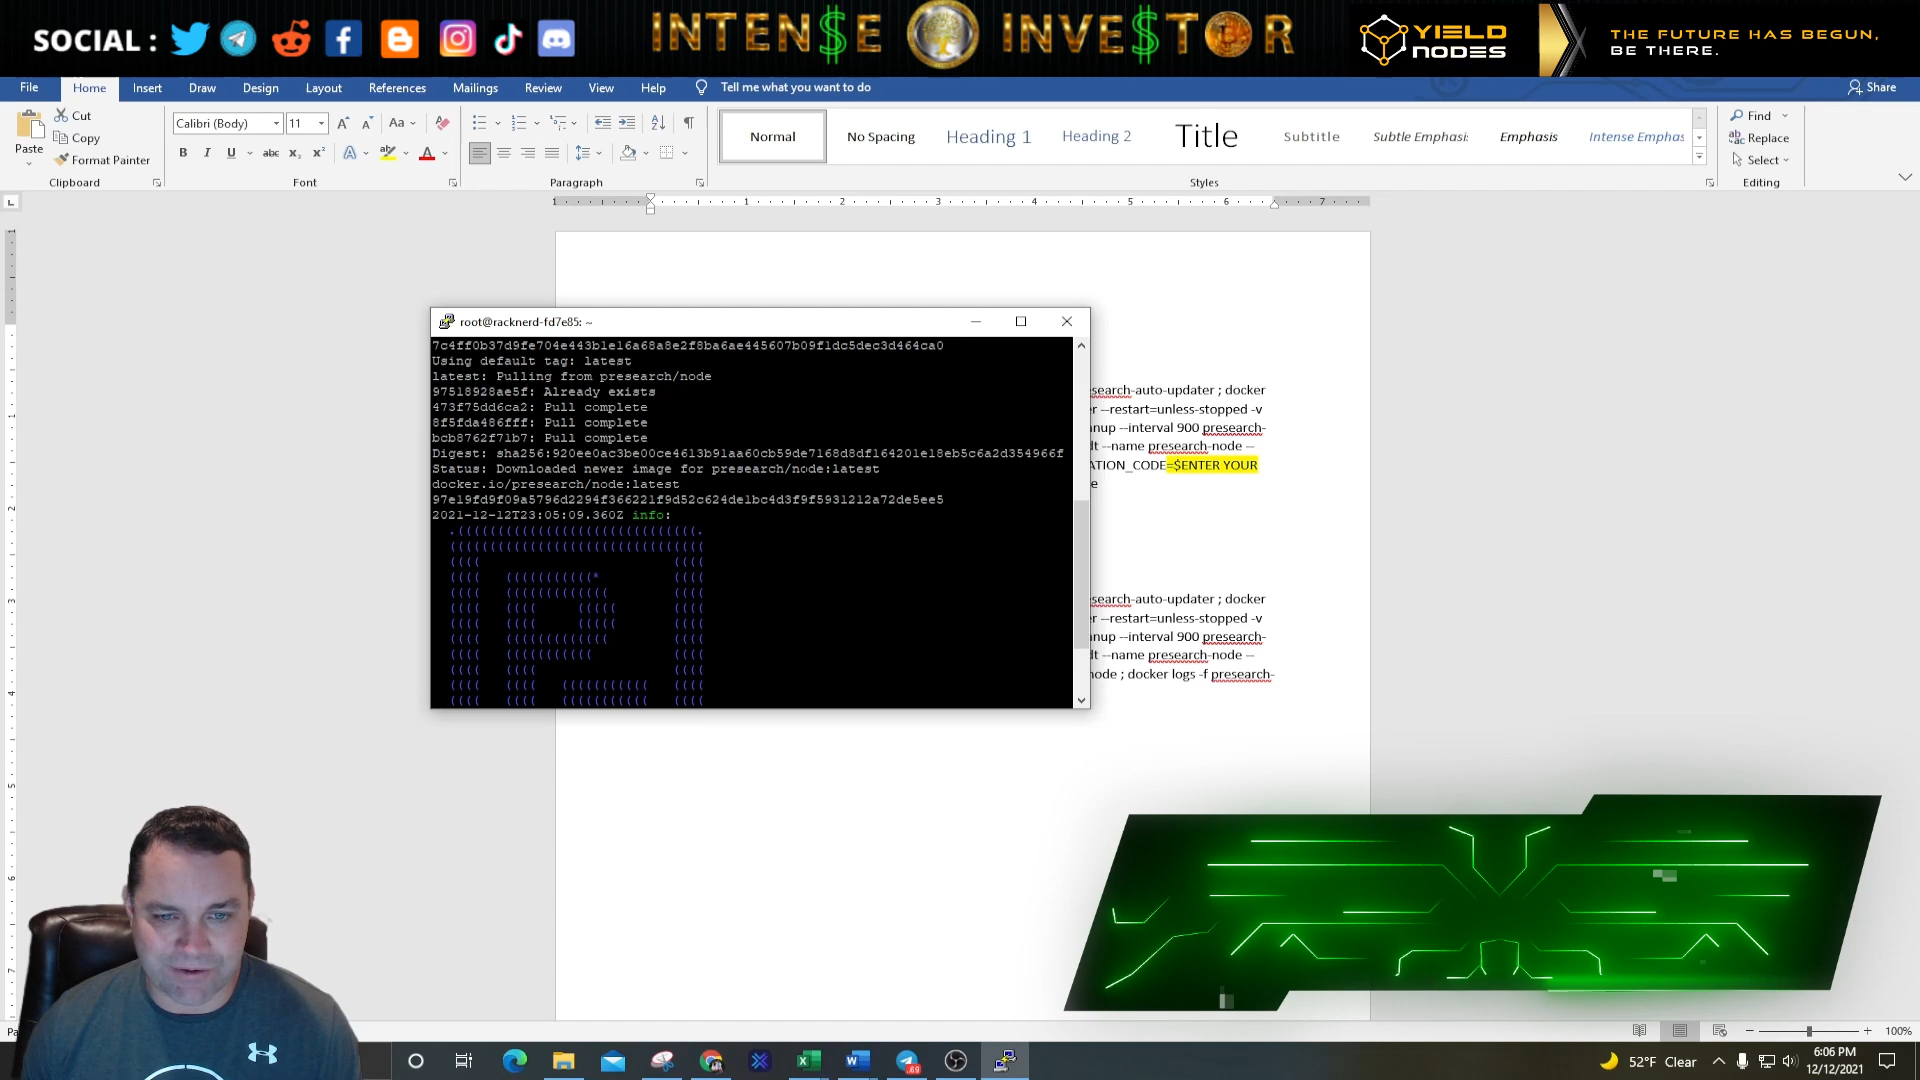 SOCIAL :
INTEN$E INVE$TOR
YIELD NODES
THE FUTURE HAS BEGUN,
BE THERE.
File Home Insert Draw Design Layout References Mailings Review View Help Tell me what you want to do Share
Cut
Copy
Format Painter
Paste
Clipboard
Calibri (Body) 11
Font
Paragraph
Normal No Spacing Heading 1 Heading 2 Title Subtitle Subtle Emphasis Emphasis Intense Emphas
Styles
Find
Replace
Select
Editing
root@racknerd-fd7e85: ~
7c4ff0b37d9fe704e443b1e16a68a8e2f8ba6ae445607b09f1dc5dec3d464ca0
Using default tag: latest
latest: Pulling from presearch/node
97518928ae5f: Already exists
473f75dd6ca2: Pull complete
8f5fda486fff: Pull complete
bcb8762f71b7: Pull complete
Digest: sha256:920ee0ac3be00ce4613b91aa60cb59de7168d8df164201e18eb5c6a2d354966f
Status: Downloaded newer image for presearch/node:latest
docker.io/presearch/node:latest
97e19fd9f09a5796d2294f366221f9d52c624de1bc4d3f9f5931212a72de5ee5
2021-12-12T23:05:09.360Z info:
search-auto-updater ; docker
er --restart=unless-stopped -v
nup --interval 900 presearch-
dt --name presearch-node --
ATION_CODE=$ENTER YOUR
e
search-auto-updater ; docker
er --restart=unless-stopped -v
nup --interval 900 presearch-
dt --name presearch-node --
node ; docker logs -f presearch-
100%
52°F Clear
6:06 PM
12/12/2021